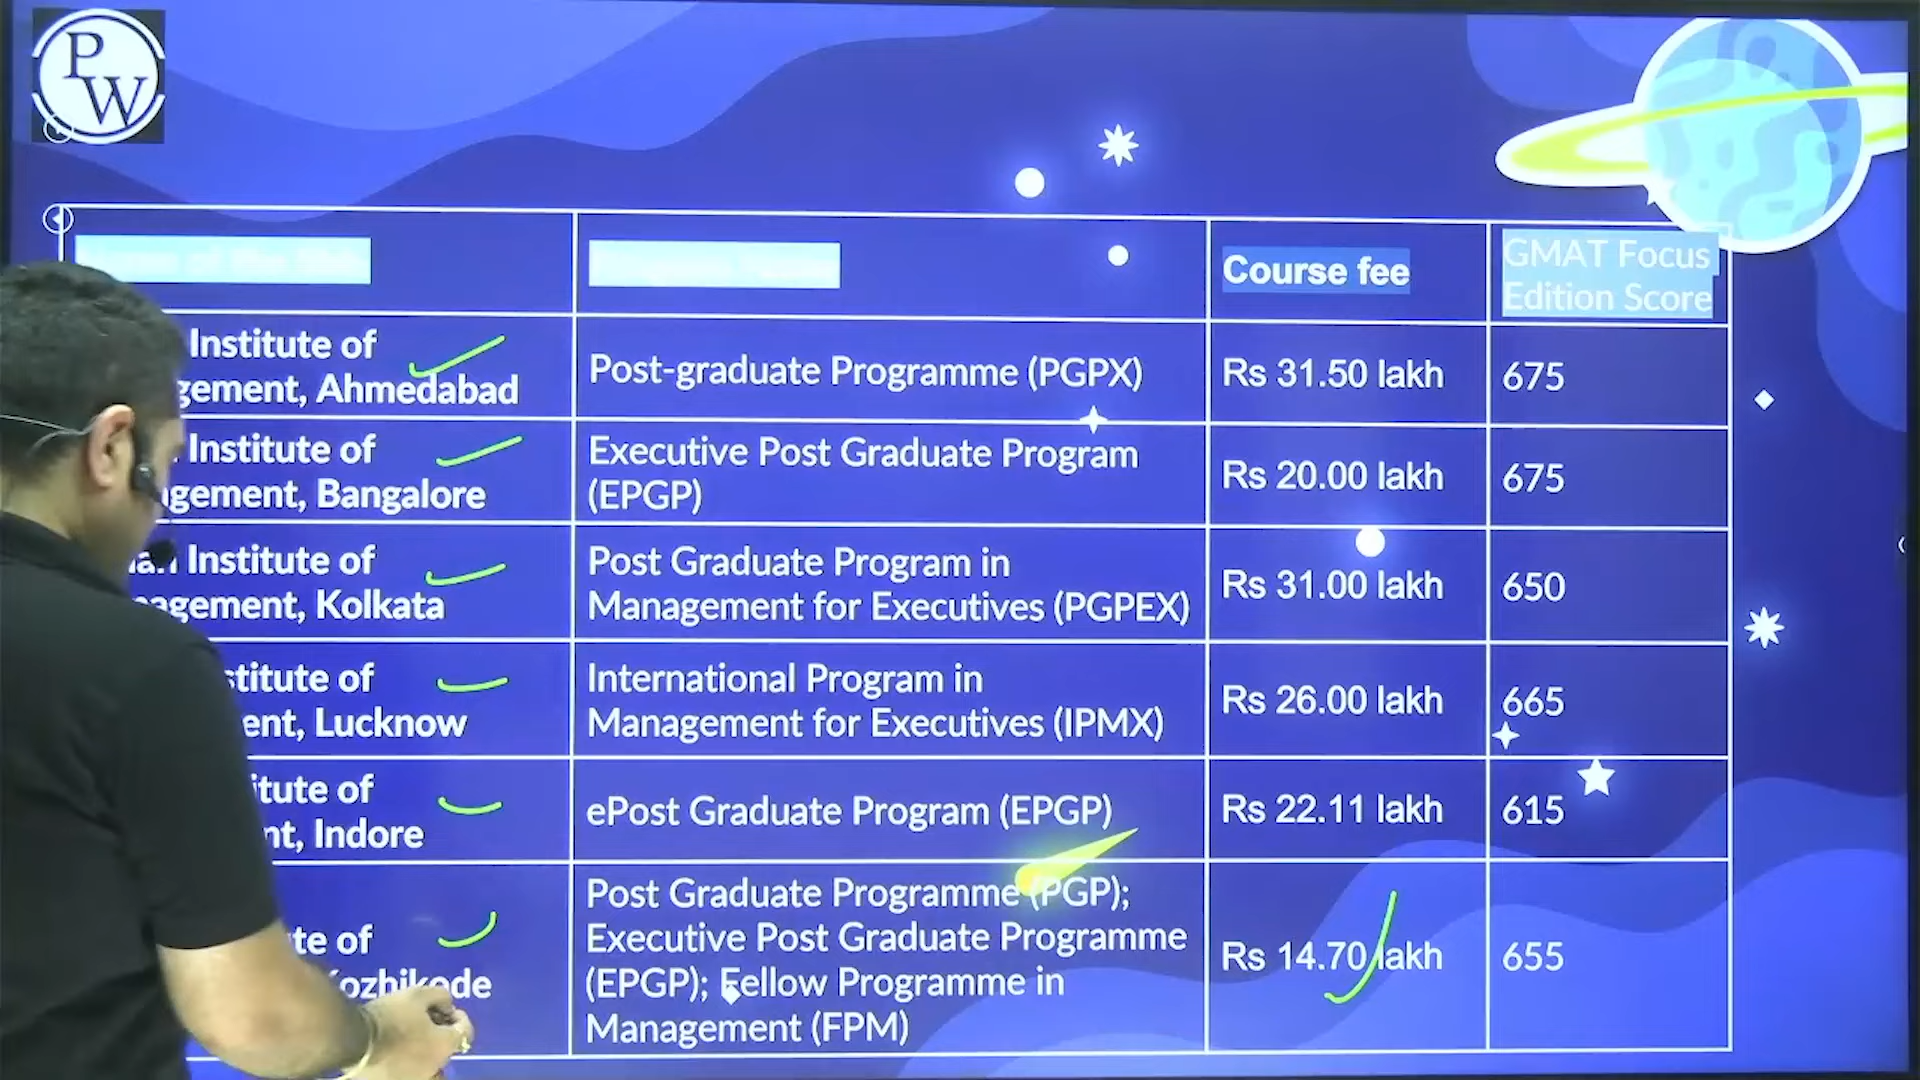 P
W
Course fee
GMAT Focus
Edition Score
Institute of
gement, Ahmedabad
Post-graduate Programme (PGPX)
Rs 31.50 lakh
675
Institute of
gement, Bangalore
Executive Post Graduate Program
(EPGP)
Rs 20.00 lakh
675
Institute of
agement, Kolkata
Post Graduate Program in
Management for Executives (PGPEX)
Rs 31.00 lakh
650
stitute of
ent, Lucknow
International Program in
Management for Executives (IPMX)
Rs 26.00 lakh
665
itute of
nt, Indore
ePost Graduate Program (EPGP)
Rs 22.11 lakh
615
te of
Kozhikode
Post Graduate Programme (PGP);
Executive Post Graduate Programme
(EPGP); Fellow Programme in
Management (FPM)
Rs 14.70 lakh
655